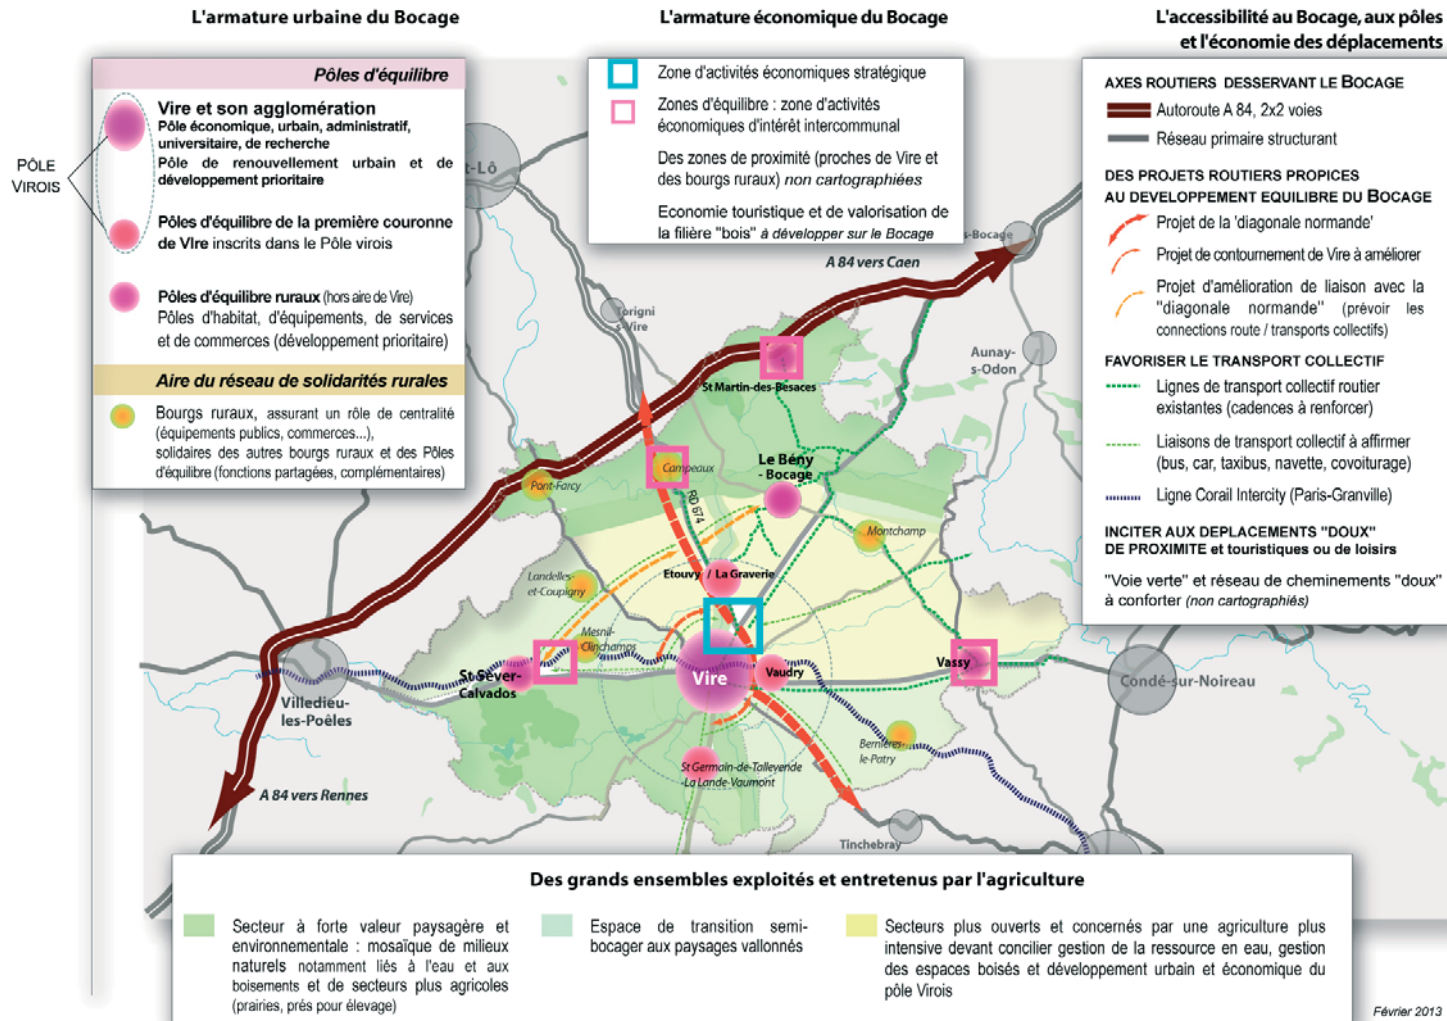 L'armature urbaine du Bocage
L'armature économique du Bocage
L'accessibilité au Bocage, aux pôles
et l'économie des déplacements
Pôles d'équilibre
Vire et son agglomération
Pôle économique, urbain, administratif,
universitaire, de recherche
Pôle de renouvellement urbain et de
développement prioritaire
PÔLE
VIROIS
Pôles d'équilibre de la première couronne
de VIre inscrits dans le Pôle virois
Pôles d'équilibre ruraux (hors aire de Vire)
Pôles d'habitat, d'équipements, de services
et de commerces (développement prioritaire)
Aire du réseau de solidarités rurales
Bourgs ruraux, assurant un rôle de centralité
(équipements publics, commerces...),
solidaires des autres bourgs ruraux et des Pôles
d'équilibre (fonctions partagées, complémentaires)
Zone d'activités économiques stratégique
Zones d'équilibre : zone d'activités
économiques d'intérêt intercommunal
Des zones de proximité (proches de Vire et
des bourgs ruraux) non cartographiées
Economie touristique et de valorisation de
la filière "bois" à développer sur le Bocage
AXES ROUTIERS DESSERVANT LE BOCAGE
Autoroute A 84, 2x2 voies
Réseau primaire structurant
DES PROJETS ROUTIERS PROPICES
AU DEVELOPPEMENT EQUILIBRE DU BOCAGE
Projet de la 'diagonale normande'
Projet de contournement de Vire à améliorer
Projet d'amélioration de liaison avec la
"diagonale normande" (prévoir les
connections route / transports collectifs)
FAVORISER LE TRANSPORT COLLECTIF
Lignes de transport collectif routier
existantes (cadences à renforcer)
Liaisons de transport collectif à affirmer
(bus, car, taxibus, navette, covoiturage)
Ligne Corail Intercity (Paris-Granville)
INCITER AUX DEPLACEMENTS "DOUX"
DE PROXIMITE et touristiques ou de loisirs
"Voie verte" et réseau de cheminements "doux"
à conforter (non cartographiés)
t-Lô
s-Bocage
A 84 vers Caen
Torigni
s-Vire
Aunay-
s-Odon
St Martin-des-Besaces
Le Bény
-Bocage
Campeaux
Pont-Farcy
RD 674
Montchamp
Etouvy / La Graverie
Landelles-
et-Coupigny
Mesnil-
Clinchamps
St Sever-
Calvados
Vire
Vaudry
Vassy
Condé-sur-Noireau
Villedieu-
les-Poêles
Bernières-
le-Patry
St Germain-de-Tallevende
-La Lande-Vaumont
A 84 vers Rennes
Tinchebray
Des grands ensembles exploités et entretenus par l'agriculture
Secteur à forte valeur paysagère et
environnementale : mosaïque de milieux
naturels notamment liés à l'eau et aux
boisements et de secteurs plus agricoles
(prairies, prés pour élevage)
Espace de transition semi-
bocager aux paysages vallonnés
Secteurs plus ouverts et concernés par une agriculture plus
intensive devant concilier gestion de la ressource en eau, gestion
des espaces boisés et développement urbain et économique du
pôle Virois
Février 2013